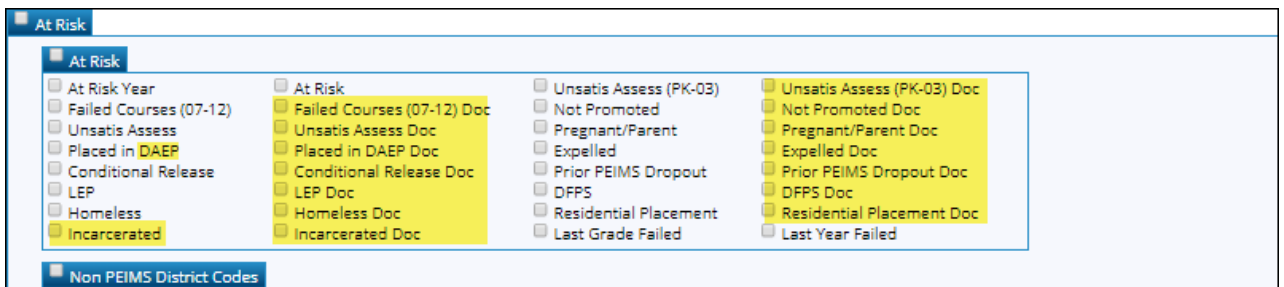 At Risk
At Risk
At Risk Year At Risk Unsatis Assess (PK-03) Unsatis Assess (PK-03) Doc
Failed Courses (07-12) Failed Courses (07-12) Doc Not Promoted Not Promoted Doc
Unsatis Assess Unsatis Assess Doc Pregnant/Parent Pregnant/Parent Doc
Placed in DAEP Placed in DAEP Doc Expelled Expelled Doc
Conditional Release Conditional Release Doc Prior PEIMS Dropout Prior PEIMS Dropout Doc
LEP LEP Doc DFPS DFPS Doc
Homeless Homeless Doc Residential Placement Residential Placement Doc
Incarcerated Incarcerated Doc Last Grade Failed Last Year Failed
Non PEIMS District Codes